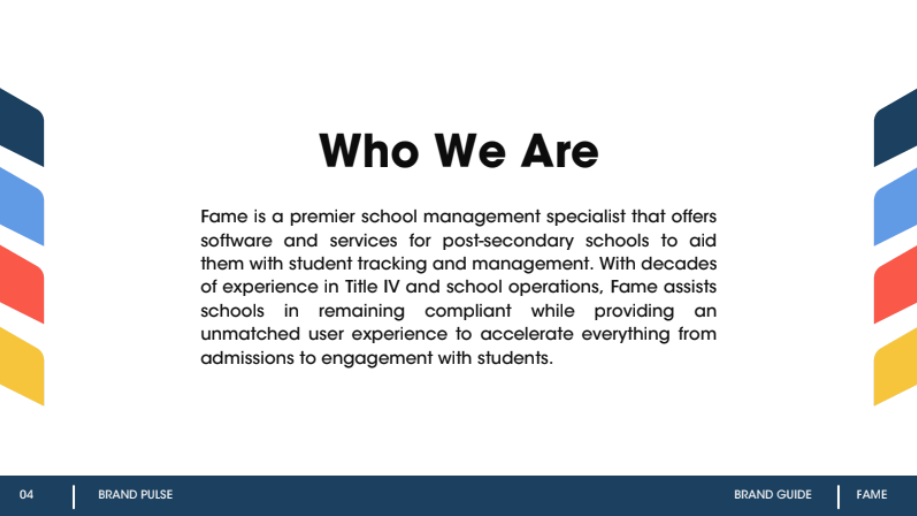 Who We Are
Fame is a premier school management specialist that offers
software and services for post-secondary schools to aid
them with student tracking and management. With decades
of experience in Title IV and school operations, Fame assists
schools in remaining compliant while providing an
unmatched user experience to accelerate everything from
admissions to engagement with students.
04
BRAND PULSE
BRAND GUIDE
FAME